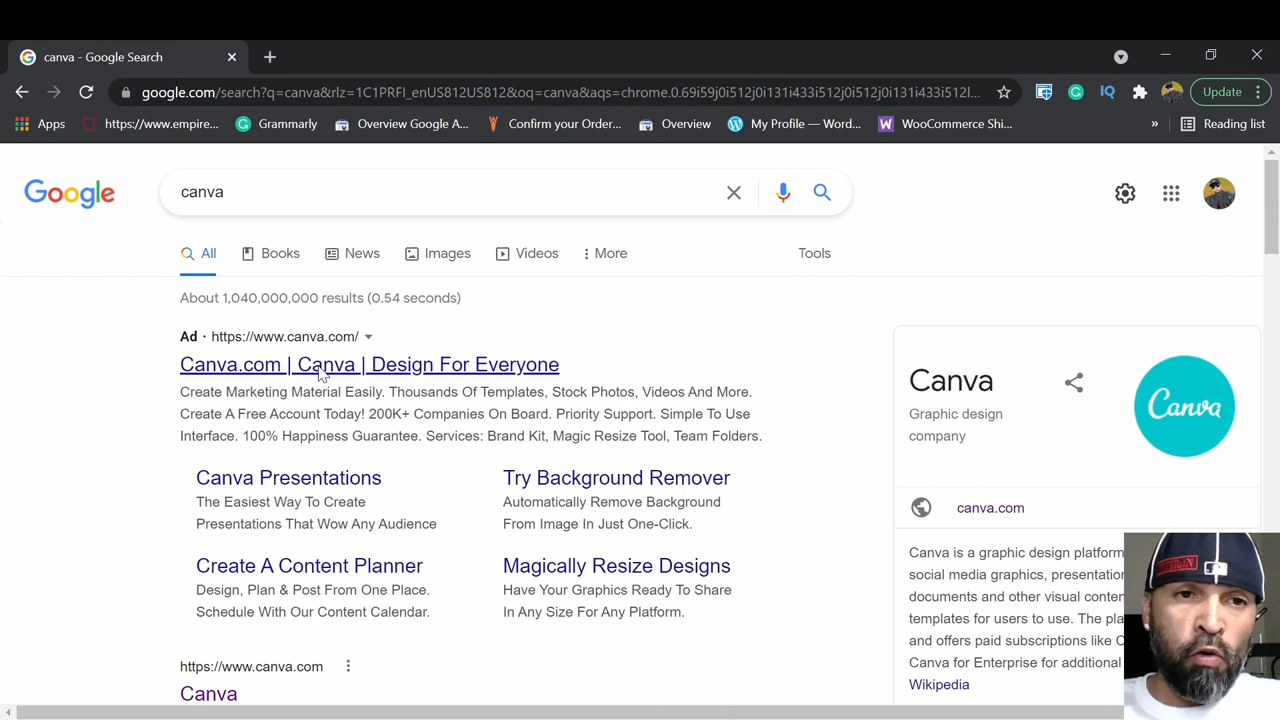 canva - Google Search
google.com/search?q=canva&rlz=1C1PRFI_enUS812US812&oq=canva&aqs=chrome.0.69i59j0i512j0i131i433i512j0i512j0i131i433i512l...
Update
Apps
https://www.empire...
Grammarly
Overview Google A...
Confirm your Order...
Overview
My Profile — Word...
WooCommerce Shi...
»
Reading list
Google
canva
All
Books
News
Images
Videos
More
Tools
About 1,040,000,000 results (0.54 seconds)
Ad · https://www.canva.com/
Canva.com | Canva | Design For Everyone
Create Marketing Material Easily. Thousands Of Templates, Stock Photos, Videos And More.
Create A Free Account Today! 200K+ Companies On Board. Priority Support. Simple To Use
Interface. 100% Happiness Guarantee. Services: Brand Kit, Magic Resize Tool, Team Folders.
Canva Presentations
The Easiest Way To Create
Presentations That Wow Any Audience
Try Background Remover
Automatically Remove Background
From Image In Just One-Click.
Create A Content Planner
Design, Plan & Post From One Place.
Schedule With Our Content Calendar.
Magically Resize Designs
Have Your Graphics Ready To Share
In Any Size For Any Platform.
https://www.canva.com
Canva
Canva
Graphic design
company
Canva
canva.com
Canva is a graphic design platform
social media graphics, presentation
documents and other visual conten
templates for users to use. The pla
and offers paid subscriptions like C
Canva for Enterprise for additional
Wikipedia